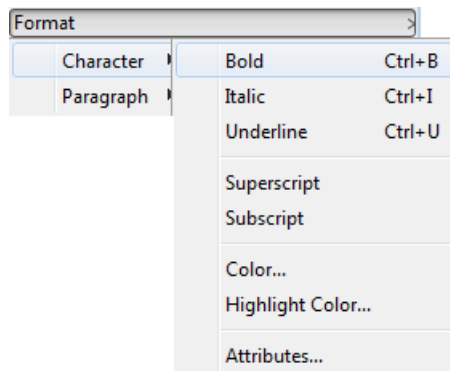 Format >
Character Bold Ctrl+B
Paragraph Italic Ctrl+I
Underline Ctrl+U
Superscript
Subscript
Color...
Highlight Color...
Attributes...